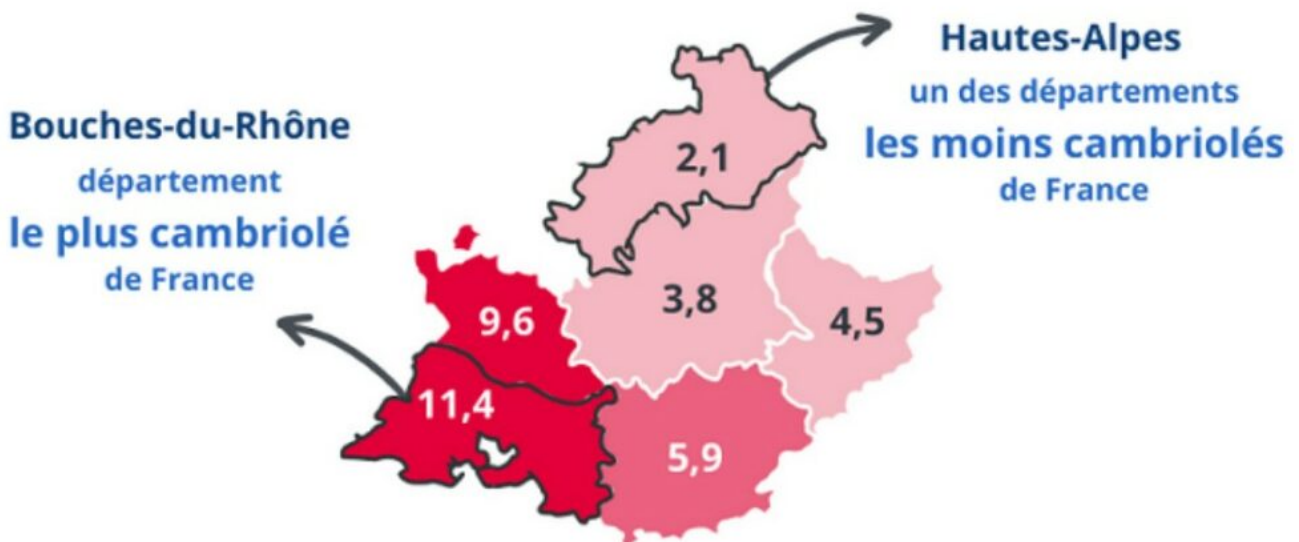 Hautes-Alpes
un des départements
les moins cambriolés
de France
Bouches-du-Rhône
département
le plus cambriolé
de France
2,1
3,8
4,5
9,6
11,4
5,9